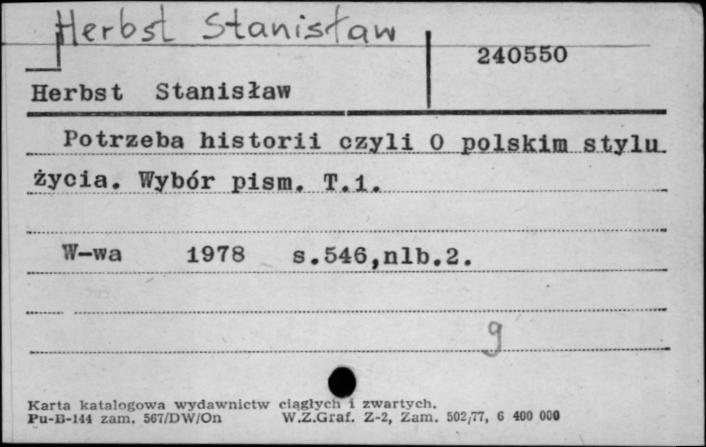 Herbst Stanisław
240550
Herbst Stanisław
Potrzeba historii czyli O polskim stylu
życia. Wybór pism. T.1.
W-wa 1978 s.546,nlb.2.
g
Karta katalogowa wydawnictw ciągłych i zwartych.
Pu-B-144 zam. 567/DW/On W.Z.Graf. Z-2, Zam. 502/77, 6 400 000